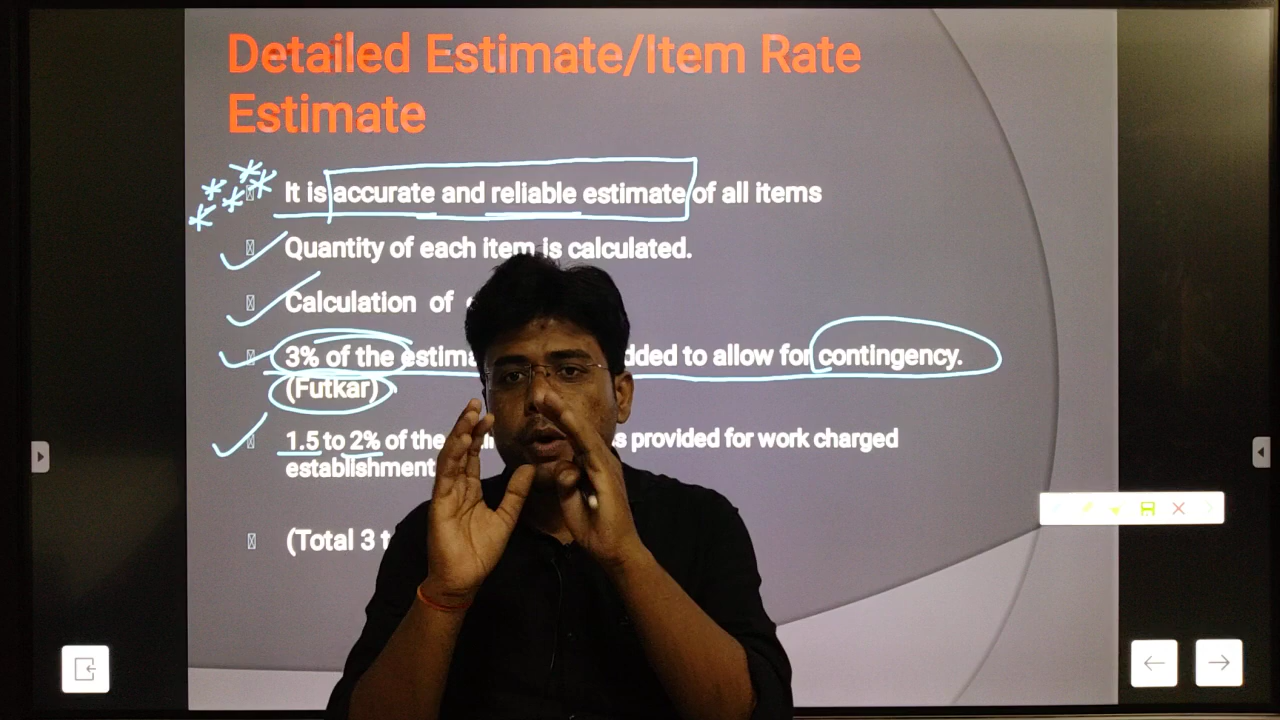 Detailed Estimate/Item Rate
Estimate
It is accurate and reliable estimate of all items
Quantity of each item is calculated.
Calculation of
3% of the to allow for contingency.
(Futkar)
1.5 to 2% of the provided for work charged
establishment
(Total 3